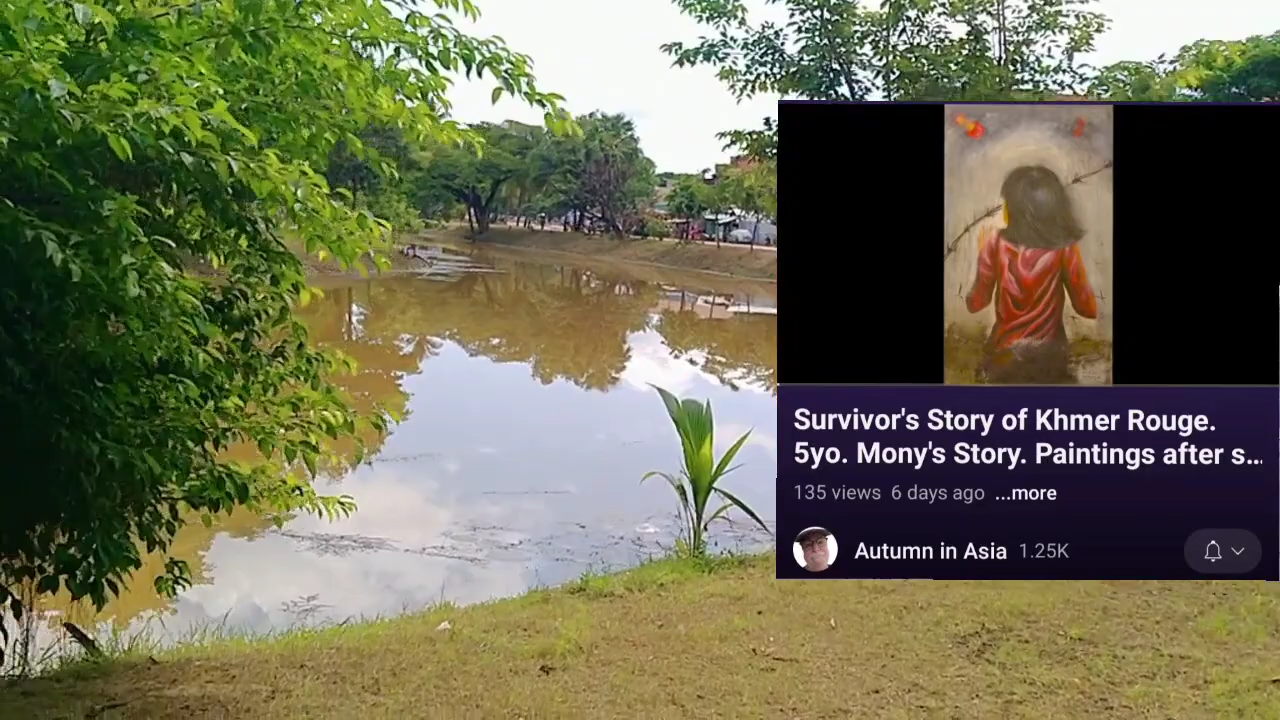 Survivor's Story of Khmer Rouge.
5yo. Mony's Story. Paintings after s...
135 views 6 days ago ...more
Autumn in Asia 1.25K